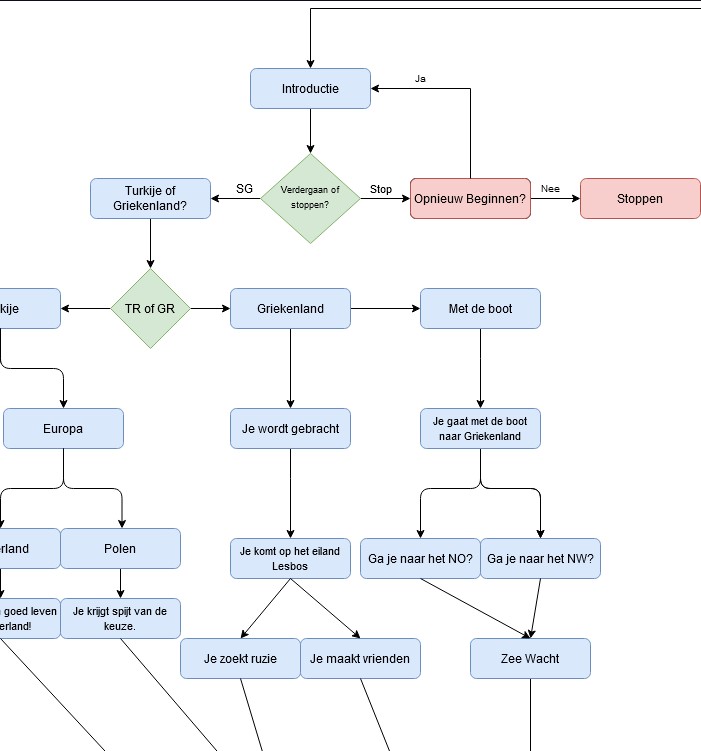 Ja
Introductie
Turkije of
Griekenland?
SG
Verdergaan of
stoppen?
Stop
Opnieuw Beginnen?
Nee
Stoppen
kije
TR of GR
Griekenland
Met de boot
Europa
Je wordt gebracht
Je gaat met de boot
naar Griekenland
rland
Polen
Je komt op het eiland
Lesbos
Ga je naar het NO?
Ga je naar het NW?
goed leven
erland!
Je krijgt spijt van de
keuze.
Je zoekt ruzie
Je maakt vrienden
Zee Wacht